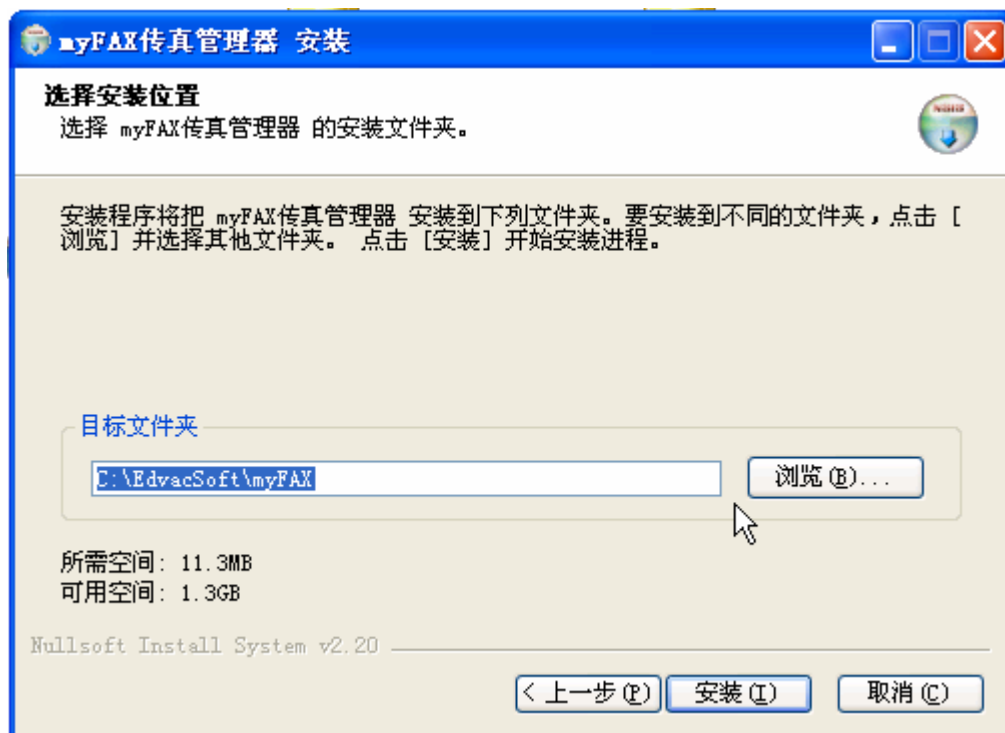 myFAX传真管理器 安装
选择安装位置
选择 myFAX传真管理器 的安装文件夹。
安装程序将把 myFAX传真管理器 安装到下列文件夹。要安装到不同的文件夹，点击 [
浏览] 并选择其他文件夹。 点击 [安装] 开始安装进程。
目标文件夹
C:\EdvacSoft\myFAX
浏览(B)...
所需空间: 11.3MB
可用空间: 1.3GB
Nullsoft Install System v2.20
< 上一步(P) 安装(I) 取消(C)